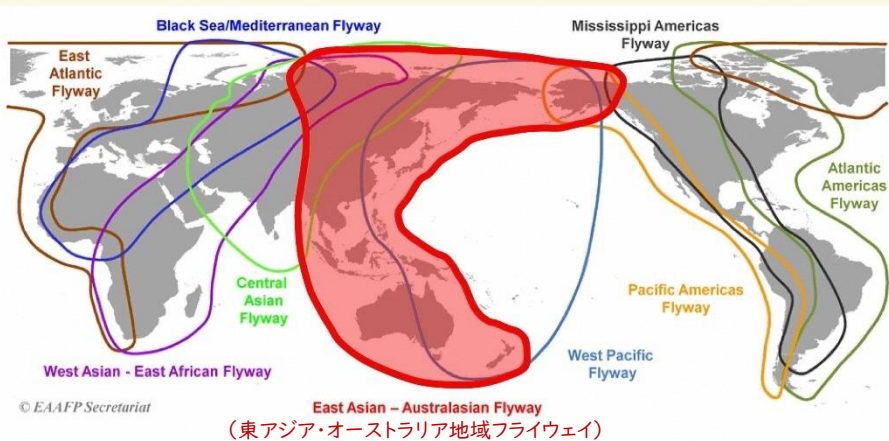 Black Sea/Mediterranean Flyway
Mississippi Americas
Flyway
East
Atlantic
Flyway
Atlantic
Americas
Flyway
Central
Asian
Flyway
Pacific Americas
Flyway
West Pacific
Flyway
West Asian - East African Flyway
© EAAFP Secretariat
East Asian – Australasian Flyway
(東アジア・オーストラリア地域フライウェイ)